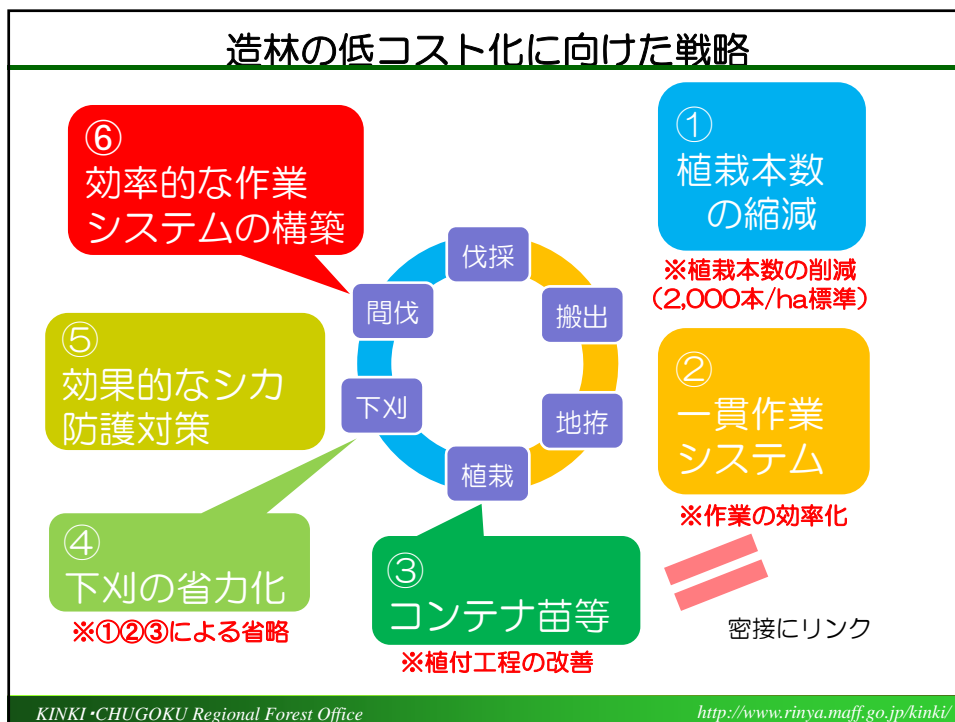 造林の低コスト化に向けた戦略
①
植栽本数
の縮減
※植栽本数の削減
（2,000本/ha標準）
②
一貫作業
システム
※作業の効率化
③
コンテナ苗等
※植付工程の改善
密接にリンク
④
下刈の省力化
※①②③による省略
⑤
効果的なシカ
防護対策
⑥
効率的な作業
システムの構築
伐採
搬出
地拵
植栽
下刈
間伐
KINKI・CHUGOKU Regional Forest Office
http://www.rinya.maff.go.jp/kinki/